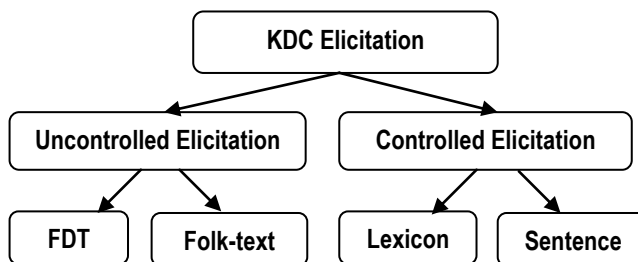 KDC Elicitation
Uncontrolled Elicitation
Controlled Elicitation
FDT
Folk-text
Lexicon
Sentence